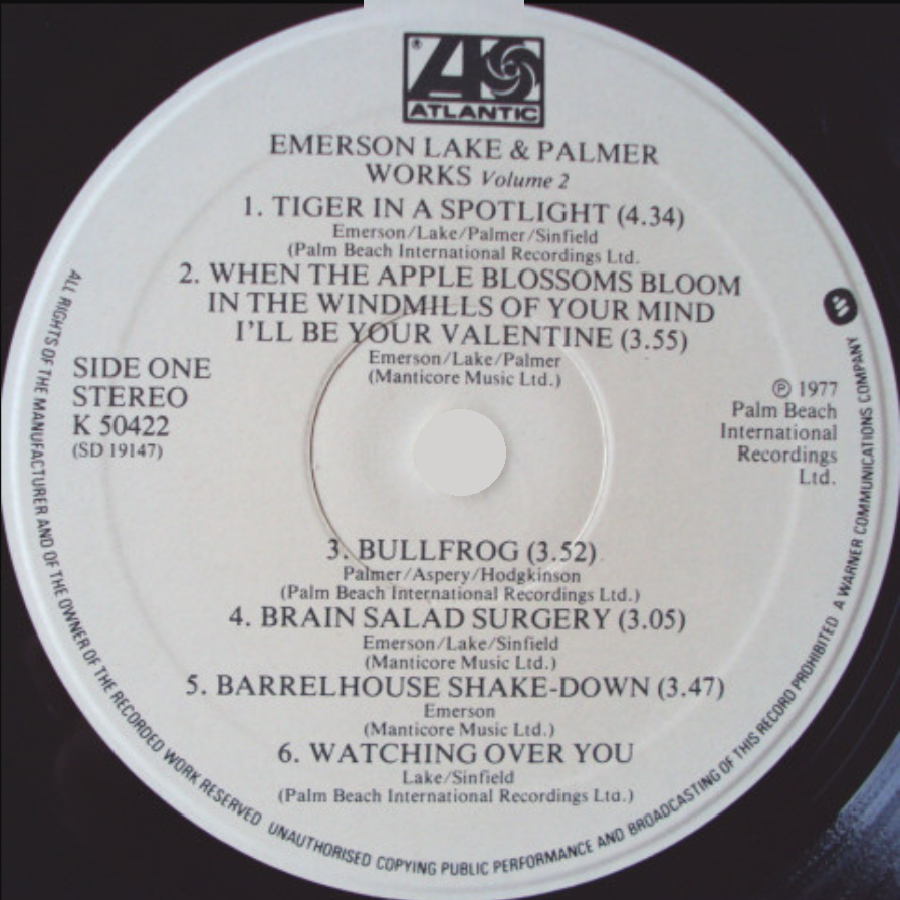 ATLANTIC
EMERSON LAKE & PALMER
WORKS Volume 2
1. TIGER IN A SPOTLIGHT (4.34)
Emerson/Lake/Palmer/Sinfield
(Palm Beach International Recordings Ltd.
2. WHEN THE APPLE BLOSSOMS BLOOM
IN THE WINDMILLS OF YOUR MIND
I'LL BE YOUR VALENTINE (3.55)
Emerson/Lake/Palmer
(Manticore Music Ltd.)
SIDE ONE
STEREO
K 50422
(SD 19147)
℗ 1977
Palm Beach
International
Recordings
Ltd.
3. BULLFROG (3.52)
Palmer/Aspery/Hodgkinson
(Palm Beach International Recordings Ltd.)
4. BRAIN SALAD SURGERY (3.05)
Emerson/Lake/Sinfield
(Manticore Music Ltd.)
5. BARRELHOUSE SHAKE-DOWN (3.47)
Emerson
(Manticore Music Ltd.)
6. WATCHING OVER YOU
Lake/Sinfield
(Palm Beach International Recordings Ltd.)
ALL RIGHTS OF THE MANUFACTURER AND OF THE OWNER OF THE RECORDED WORK RESERVED UNAUTHORISED COPYING PUBLIC PERFORMANCE AND BROADCASTING OF THIS RECORD PROHIBITED A WARNER COMMUNICATIONS COMPANY